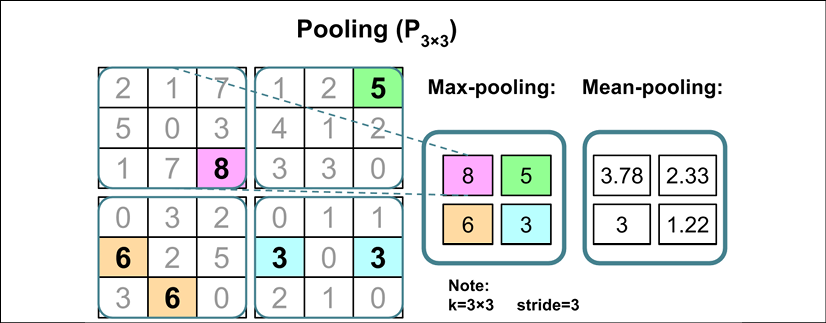 Pooling (P3×3)
2 1 7 1 2 5
5 0 3 4 1 2
1 7 8 3 3 0
0 3 2 0 1 1
6 2 5 3 0 3
3 6 0 2 1 0
Max-pooling:
8 5
6 3
Mean-pooling:
3.78 2.33
3 1.22
Note:
k=3×3 stride=3